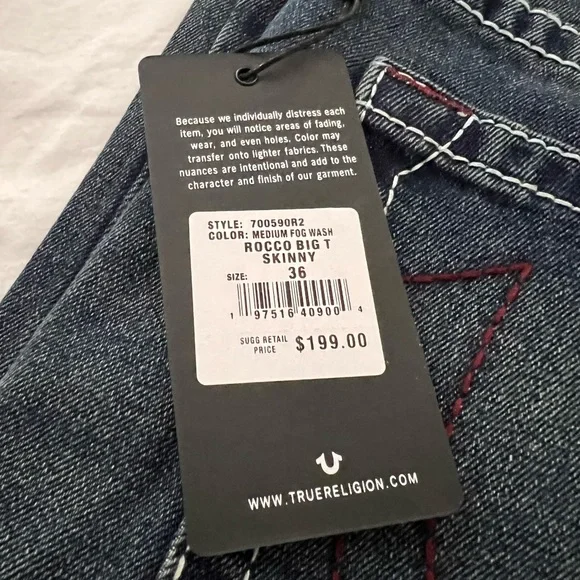 Because we individually distress each
item, you will notice areas of fading,
wear, and even holes. Color may
transfer onto lighter fabrics. These
nuances are intentional and add to the
character and finish of our garment.
STYLE: 700590R2
COLOR: MEDIUM FOG WASH
ROCCO BIG T
SKINNY
SIZE: 36
1 97516 40900 4
SUGG RETAIL
PRICE $199.00
WWW.TRUERELIGION.COM